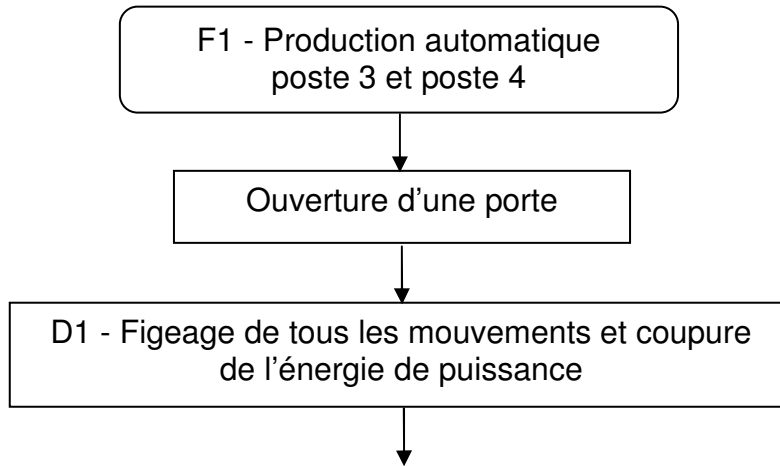 F1 - Production automatique
poste 3 et poste 4
Ouverture d'une porte
D1 - Figeage de tous les mouvements et coupure
de l'énergie de puissance